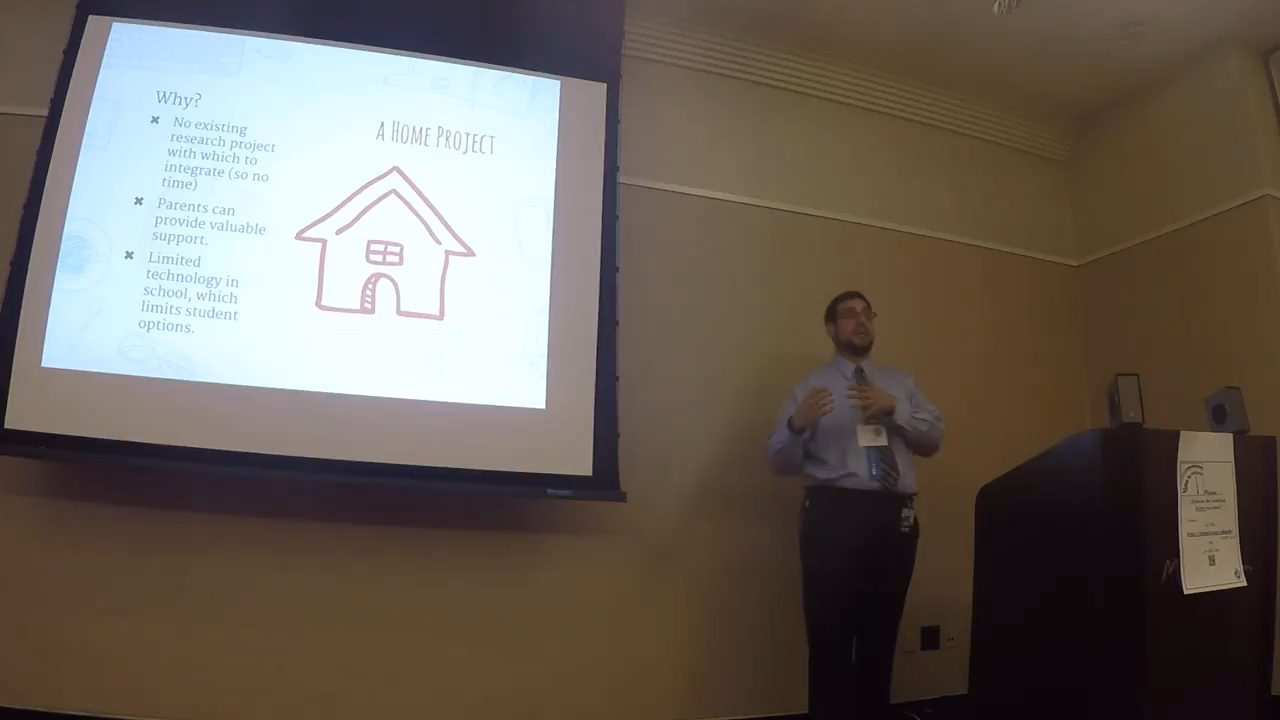 Why?
No existing
research project
with which to
integrate (so no
time)
Parents can
provide valuable
support.
Limited
technology in
school, which
limits student
options.
A HOME PROJECT
Please